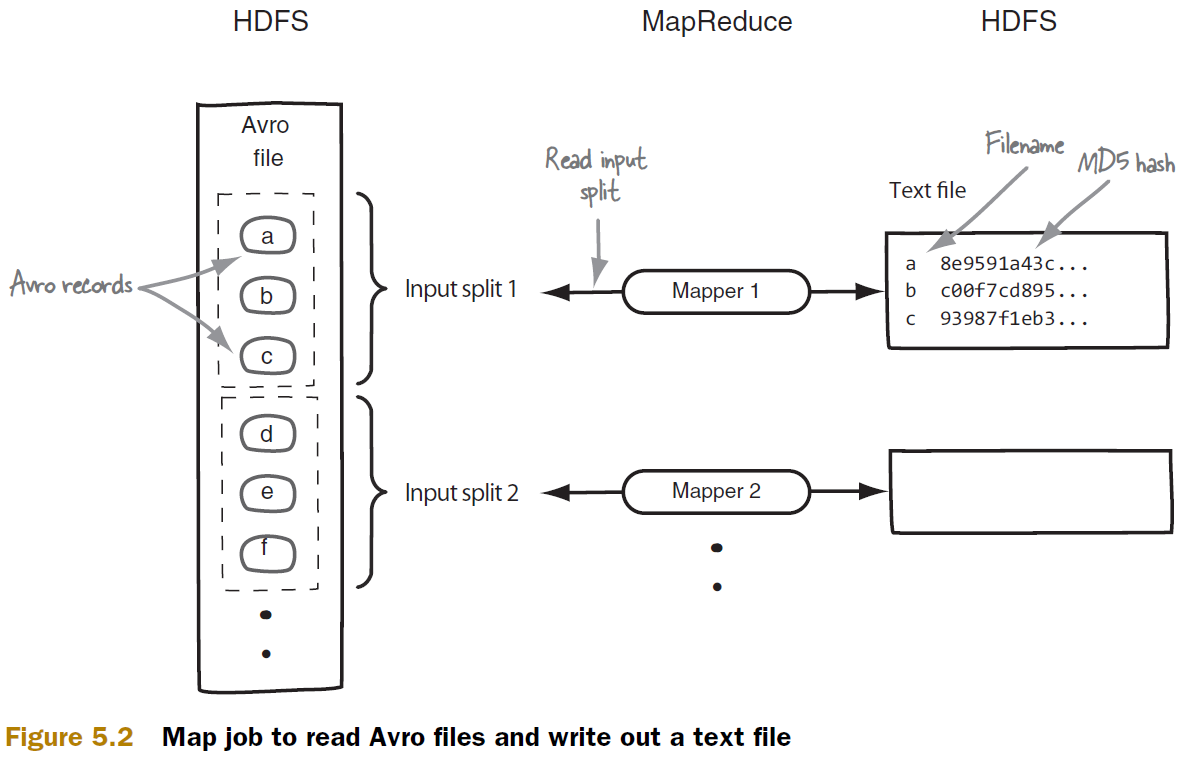 HDFS
MapReduce
HDFS
Avro
file
a
b
c
d
e
f
Avro records
Input split 1
Input split 2
Read input
split
Mapper 1
Mapper 2
Filename
MD5 hash
Text file
a 8e9591a43c...
b c00f7cd895...
c 93987f1eb3...
Figure 5.2 Map job to read Avro files and write out a text file